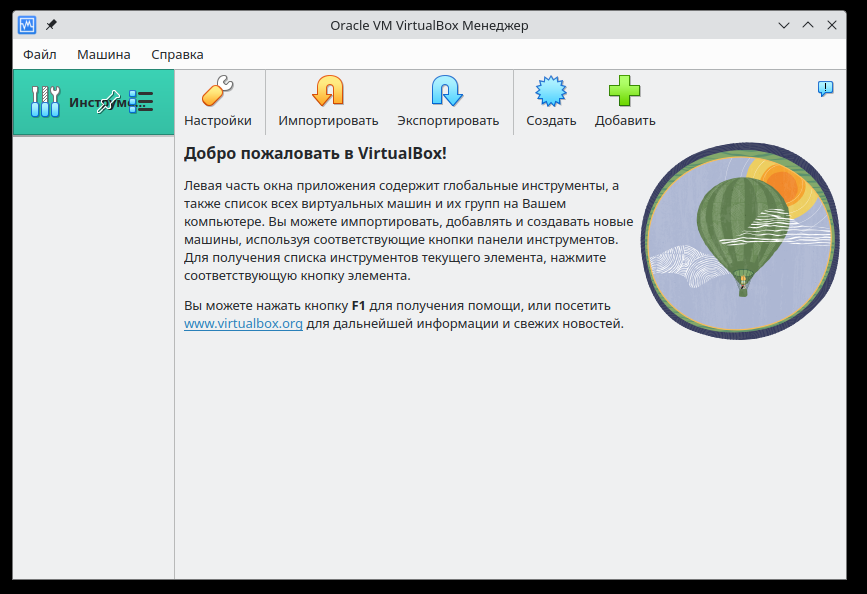 Oracle VM VirtualBox Менеджер
Файл Машина Справка
Настройки Импортировать Экспортировать Создать Добавить
Добро пожаловать в VirtualBox!
Левая часть окна приложения содержит глобальные инструменты, а
также список всех виртуальных машин и их групп на Вашем
компьютере. Вы можете импортировать, добавлять и создавать новые
машины, используя соответствующие кнопки панели инструментов.
Для получения списка инструментов текущего элемента, нажмите
соответствующую кнопку элемента.
Вы можете нажать кнопку F1 для получения помощи, или посетить
www.virtualbox.org для дальнейшей информации и свежих новостей.